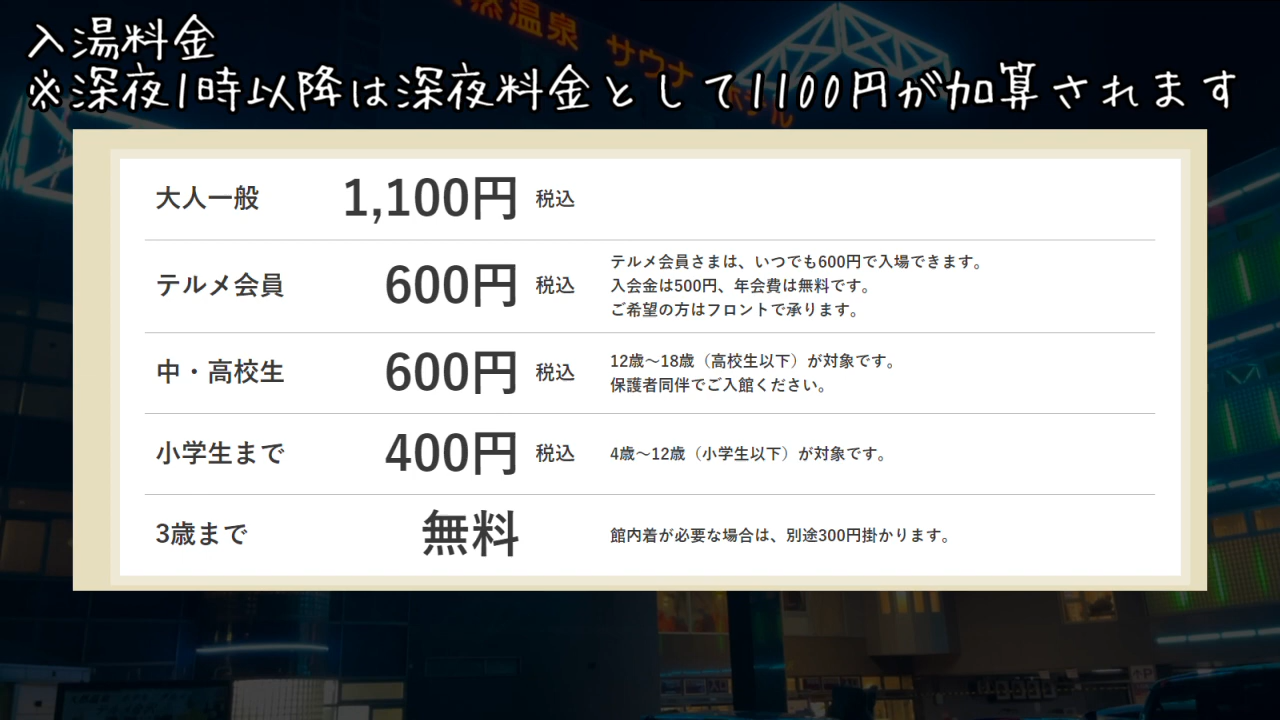 天然温泉 サウナ
ホテル
入湯料金
※深夜1時以降は深夜料金として1100円が加算されます
大人一般 1,100円 税込
テルメ会員 600円 税込 テルメ会員さまは、いつでも600円で入場できます。
入会金は500円、年会費は無料です。
ご希望の方はフロントで承ります。
中・高校生 600円 税込 12歳～18歳（高校生以下）が対象です。
保護者同伴でご入館ください。
小学生まで 400円 税込 4歳～12歳（小学生以下）が対象です。
3歳まで 無料 館内着が必要な場合は、別途300円掛かります。